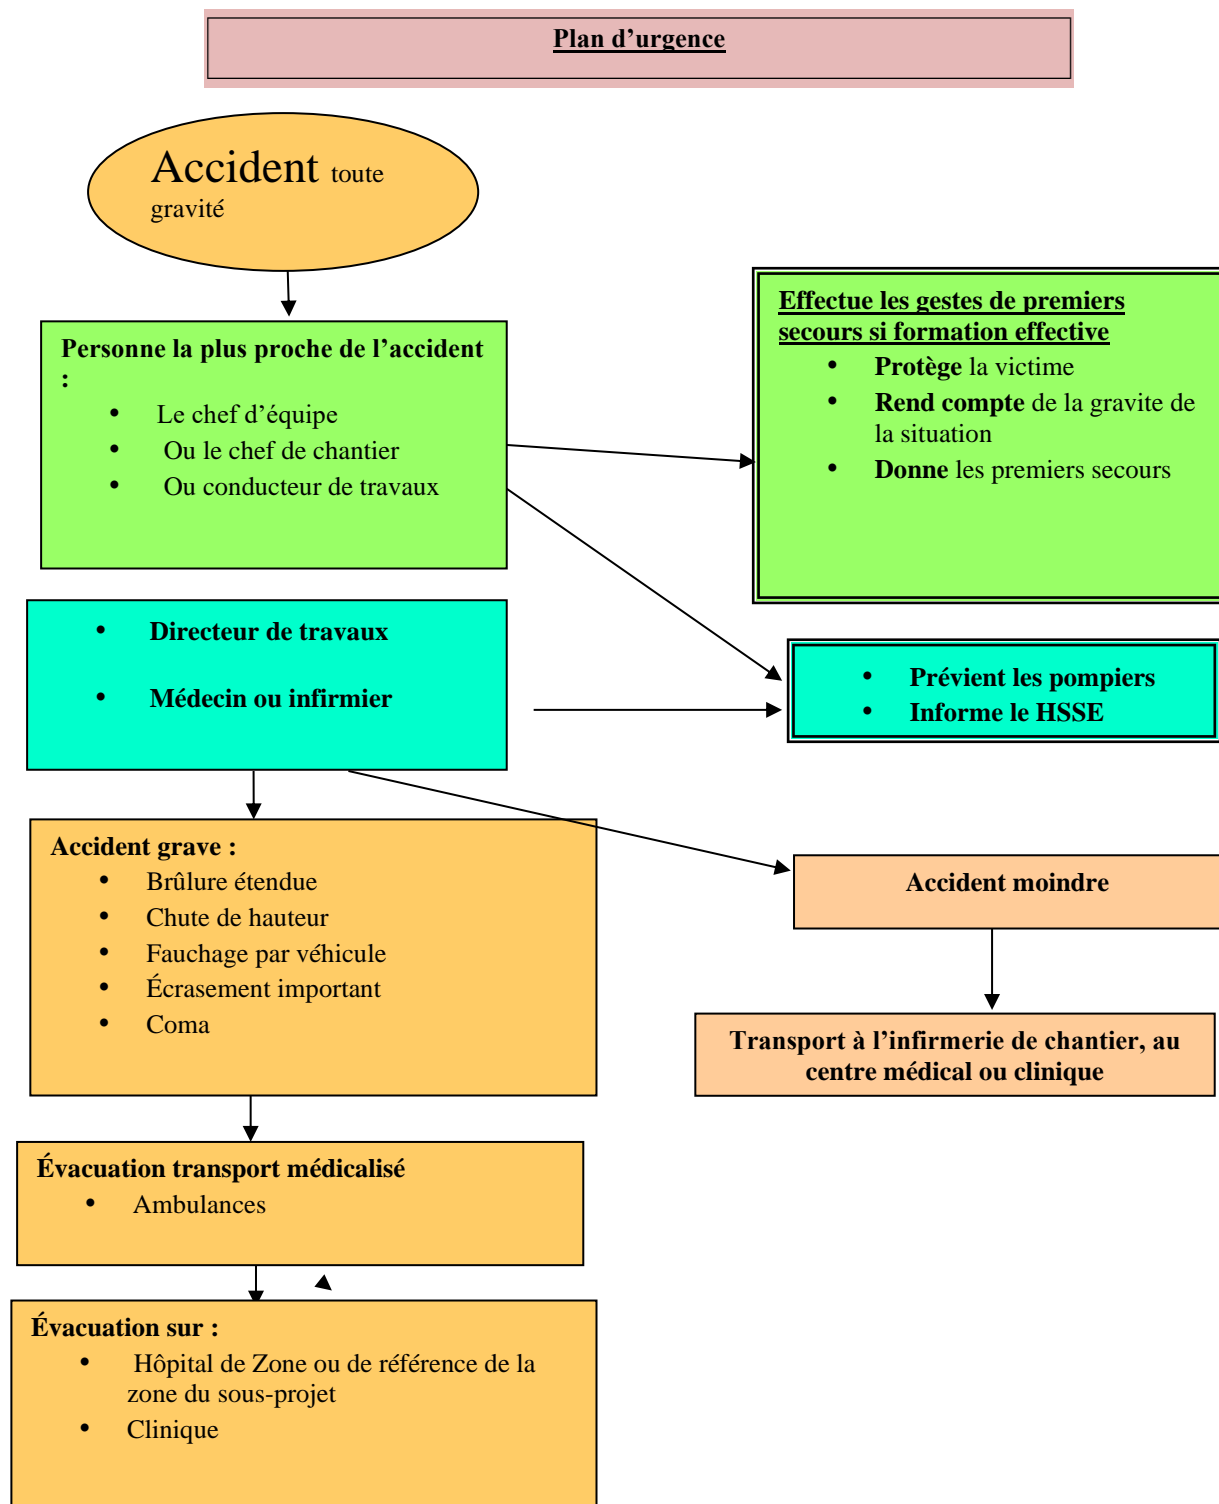 Plan d’urgence
Accident toute
gravité
Personne la plus proche de l’accident
:
• Le chef d’équipe
• Ou le chef de chantier
• Ou conducteur de travaux
Effectue les gestes de premiers
secours si formation effective
• Protège la victime
• Rend compte de la gravite de
la situation
• Donne les premiers secours
• Directeur de travaux
• Médecin ou infirmier
• Prévient les pompiers
• Informe le HSSE
Accident grave :
• Brûlure étendue
• Chute de hauteur
• Fauchage par véhicule
• Écrasement important
• Coma
Accident moindre
Transport à l’infirmerie de chantier, au
centre médical ou clinique
Évacuation transport médicalisé
• Ambulances
Évacuation sur :
• Hôpital de Zone ou de référence de la
zone du sous-projet
• Clinique